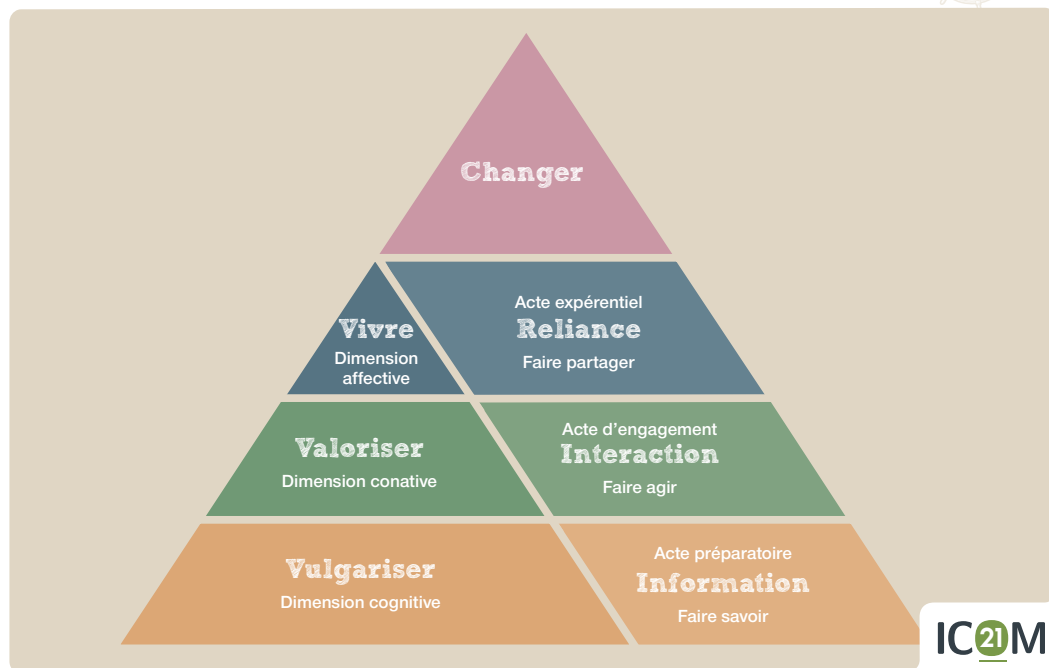 Changer
Vivre
Dimension
affective
Acte expérentiel
Reliance
Faire partager
Valoriser
Dimension conative
Acte d'engagement
Interaction
Faire agir
Vulgariser
Dimension cognitive
Acte préparatoire
Information
Faire savoir
IC21M